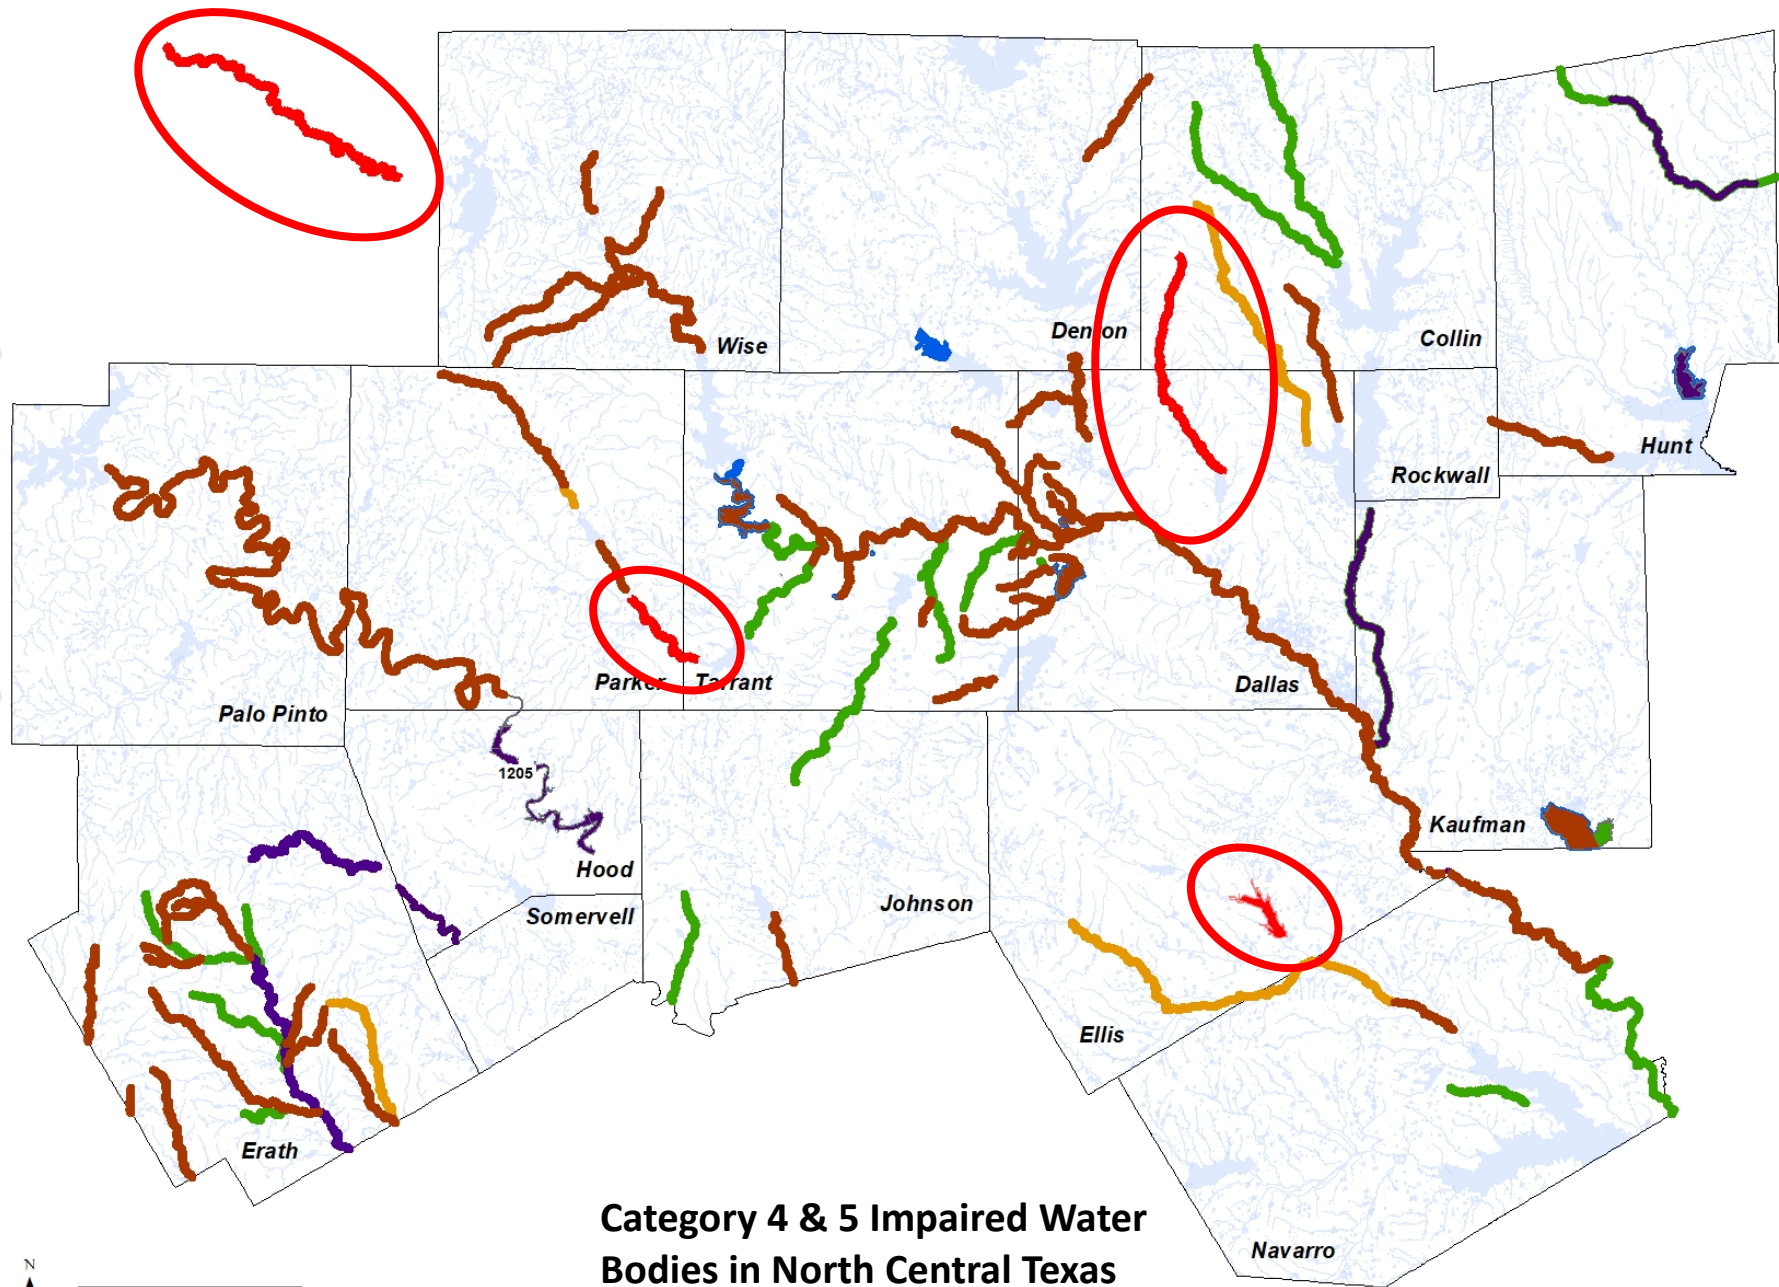 Wise
Denton
Collin
Hunt
Rockwall
Palo Pinto
Parker
Tarrant
Dallas
1205
Hood
Kaufman
Somervell
Johnson
Ellis
Erath
Navarro
Category 4 & 5 Impaired Water
Bodies in North Central Texas
N